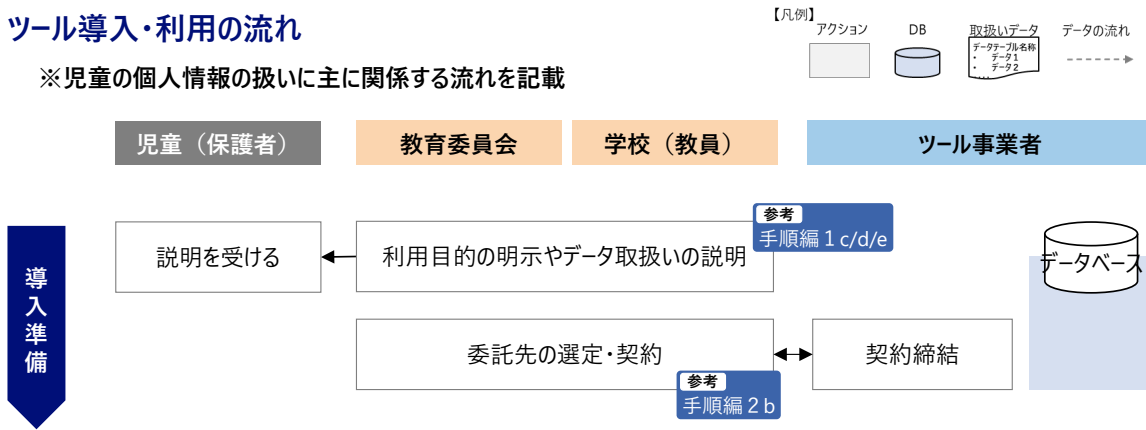 ツール導入・利用の流れ
※児童の個人情報の扱いに主に関係する流れを記載
【凡例】
アクション
DB
取扱いデータ
データの流れ
データテーブル名称
・ データ1
・ データ2
・ ....
児童（保護者）
教育委員会
学校（教員）
ツール事業者
導入準備
説明を受ける
利用目的の明示やデータ取扱いの説明
参考
手順編1c/d/e
データベース
委託先の選定・契約
参考
手順編2b
契約締結